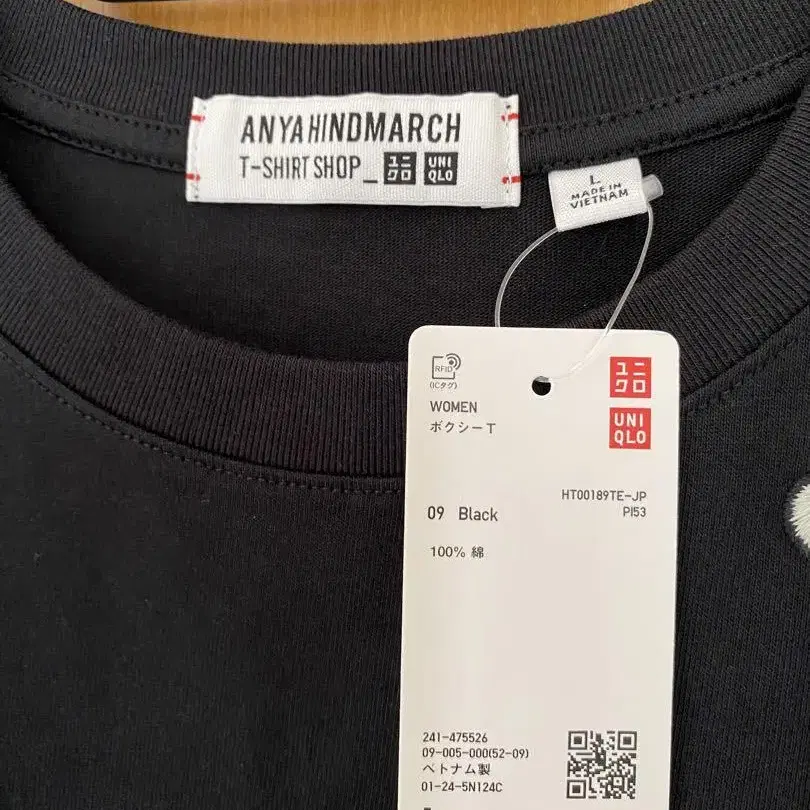 ANYAHINDMARCH
T-SHIRT SHOP_ ユニクロ UNIQLO
L
MADE IN
VIETNAM
RFID
(ICタグ)
ユニクロ
WOMEN
ボクシーT
UNIQLO
HT00189TE-JP
PI53
09 Black
100% 綿
241-475526
09-005-000(52-09)
ベトナム製
01-24-5N124C